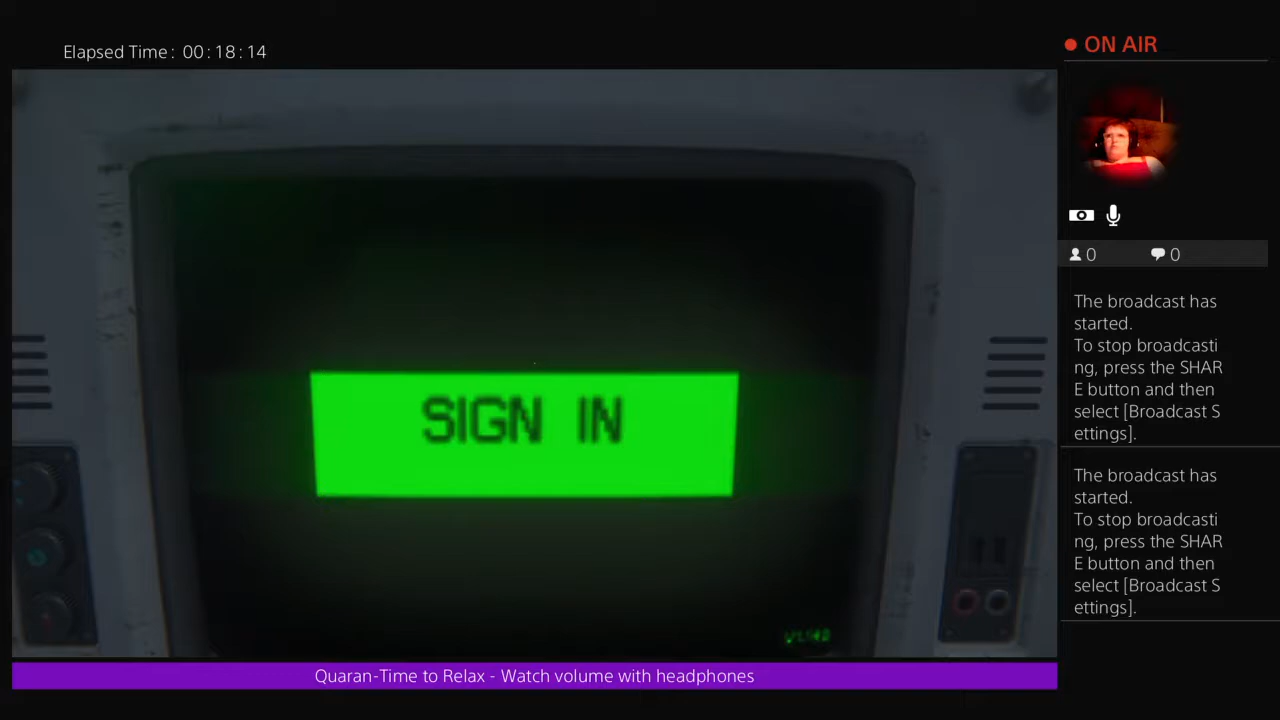 Elapsed Time: 00:18:14
ON AIR
SIGN IN
0
0
The broadcast has
started.
To stop broadcasti
ng, press the SHAR
E button and then
select [Broadcast S
ettings].
The broadcast has
started.
To stop broadcasti
ng, press the SHAR
E button and then
select [Broadcast S
ettings].
Quaran-Time to Relax - Watch volume with headphones